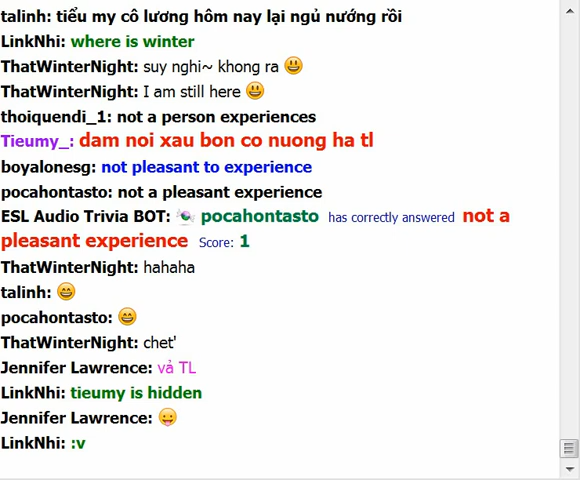 talinh: tiểu my cô lương hôm nay lại ngủ nướng rồi
LinkNhi: where is winter
ThatWinterNight: suy nghi~ khong ra 😃
ThatWinterNight: I am still here 😃
thoiquendi_1: not a person experiences
Tieumy_: dam noi xau bon co nuong ha tl
boyalonesg: not pleasant to experience
pocahontasto: not a pleasant experience
ESL Audio Trivia BOT: 🍬 pocahontasto has correctly answered not a
pleasant experience Score: 1
ThatWinterNight: hahaha
talinh: 😄
pocahontasto: 😄
ThatWinterNight: chet'
Jennifer Lawrence: vả TL
LinkNhi: tieumy is hidden
Jennifer Lawrence: 😛
LinkNhi: :v